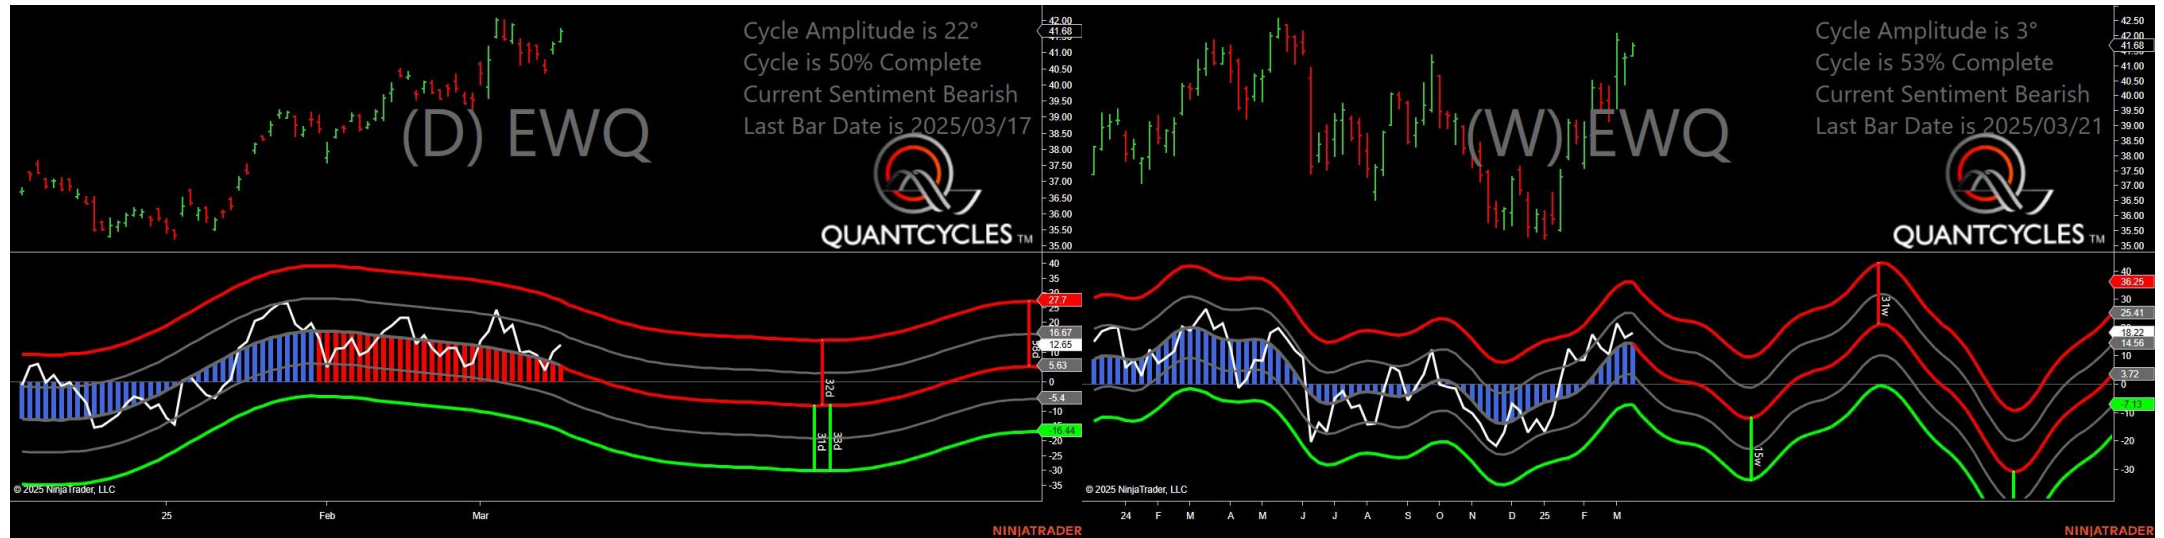 Cycle Amplitude is 22°
Cycle is 50% Complete
Current Sentiment Bearish
Last Bar Date is 2025/03/17
(D) EWQ
QUANTCYCLES TM
42.00
41.68
41.00
40.50
40.00
39.50
39.00
38.50
38.00
37.50
37.00
36.50
36.00
35.50
35.00
40
35
30
27.7
20
16.67
12.65
10
5.63
0
-5.4
-10
-16.44
-20
-25
-30
-35
32d
31d
33d
© 2025 NinjaTrader, LLC
25
Feb
Mar
NINJATRADER
Cycle Amplitude is 3°
Cycle is 53% Complete
Current Sentiment Bearish
Last Bar Date is 2025/03/21
(W) EWQ
QUANTCYCLES TM
42.50
42.00
41.68
41.00
40.50
40.00
39.50
39.00
38.50
38.00
37.50
37.00
36.50
36.00
35.50
35.00
40
36.25
30
25.41
18.22
14.56
10
3.72
0
-7.13
-10
-20
-30
31w
15w
© 2025 NinjaTrader, LLC
24 F M A M J J A S O N D 25 F M
NINJATRADER